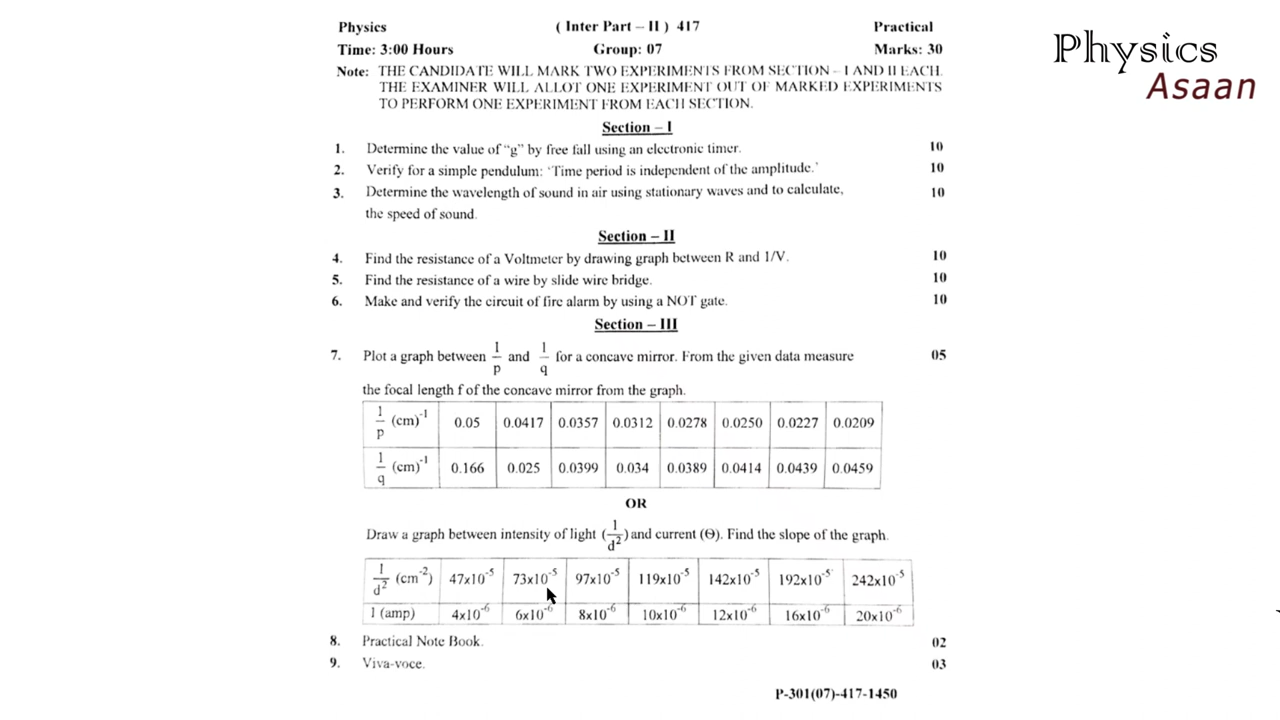 Physics ( Inter Part – II ) 417 Practical
Physics
Asaan
Time: 3:00 Hours Group: 07 Marks: 30
Note: THE CANDIDATE WILL MARK TWO EXPERIMENTS FROM SECTION – I AND II EACH.
THE EXAMINER WILL ALLOT ONE EXPERIMENT OUT OF MARKED EXPERIMENTS
TO PERFORM ONE EXPERIMENT FROM EACH SECTION.
Section – I
1. Determine the value of "g" by free fall using an electronic timer. 10
2. Verify for a simple pendulum: 'Time period is independent of the amplitude.' 10
3. Determine the wavelength of sound in air using stationary waves and to calculate, 10
the speed of sound.
Section – II
4. Find the resistance of a Voltmeter by drawing graph between R and 1/V. 10
5. Find the resistance of a wire by slide wire bridge. 10
6. Make and verify the circuit of fire alarm by using a NOT gate. 10
Section – III
7. Plot a graph between 1/p and 1/q for a concave mirror. From the given data measure 05
the focal length f of the concave mirror from the graph.
1/p (cm)⁻¹ 0.05 0.0417 0.0357 0.0312 0.0278 0.0250 0.0227 0.0209
1/q (cm)⁻¹ 0.166 0.025 0.0399 0.034 0.0389 0.0414 0.0439 0.0459
OR
Draw a graph between intensity of light (1/d²) and current (Θ). Find the slope of the graph.
1/d² (cm⁻²) 47x10⁻⁵ 73x10⁻⁵ 97x10⁻⁵ 119x10⁻⁵ 142x10⁻⁵ 192x10⁻⁵ 242x10⁻⁵
I (amp) 4x10⁻⁶ 6x10⁻⁶ 8x10⁻⁶ 10x10⁻⁶ 12x10⁻⁶ 16x10⁻⁶ 20x10⁻⁶
8. Practical Note Book. 02
9. Viva-voce. 03
P-301(07)-417-1450